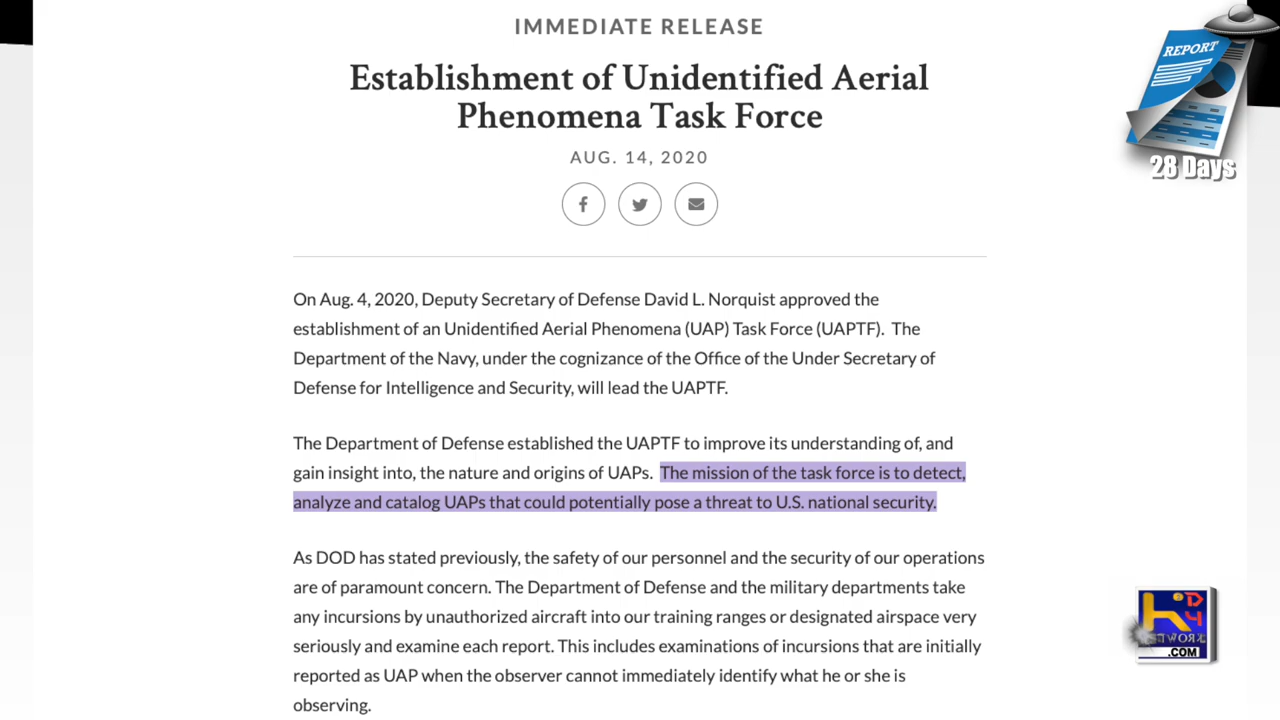 IMMEDIATE RELEASE
Establishment of Unidentified Aerial
Phenomena Task Force
AUG. 14, 2020
REPORT
28 Days
On Aug. 4, 2020, Deputy Secretary of Defense David L. Norquist approved the
establishment of an Unidentified Aerial Phenomena (UAP) Task Force (UAPTF).  The
Department of the Navy, under the cognizance of the Office of the Under Secretary of
Defense for Intelligence and Security, will lead the UAPTF.
The Department of Defense established the UAPTF to improve its understanding of, and
gain insight into, the nature and origins of UAPs.  The mission of the task force is to detect,
analyze and catalog UAPs that could potentially pose a threat to U.S. national security.
As DOD has stated previously, the safety of our personnel and the security of our operations
are of paramount concern. The Department of Defense and the military departments take
any incursions by unauthorized aircraft into our training ranges or designated airspace very
seriously and examine each report. This includes examinations of incursions that are initially
reported as UAP when the observer cannot immediately identify what he or she is
observing.
.COM